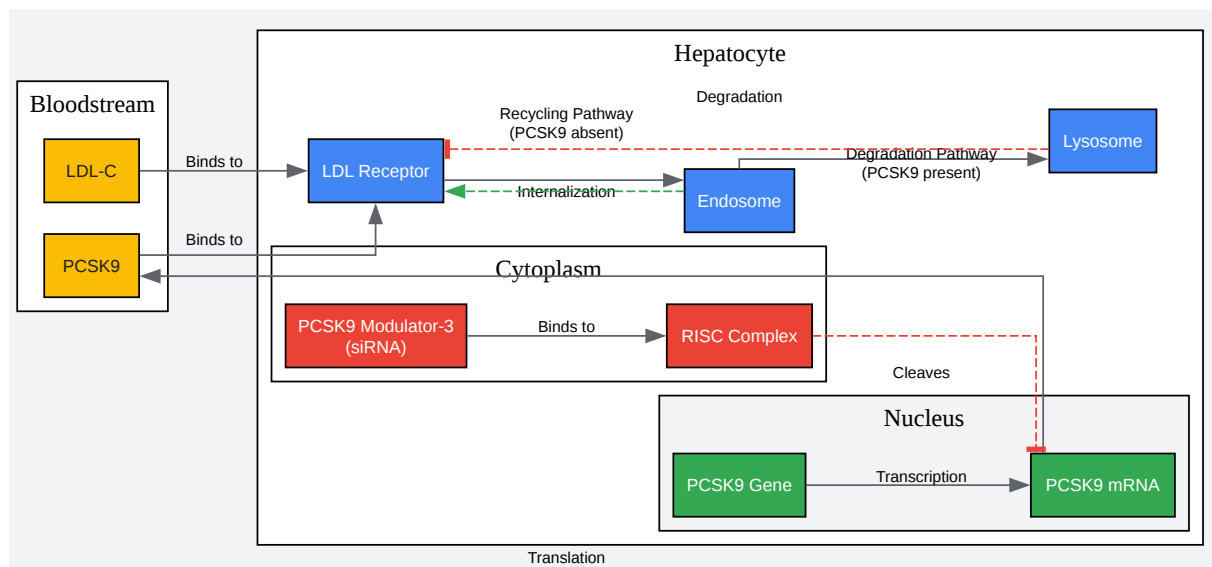 Hepatocyte
Bloodstream
Degradation
Recycling Pathway
(PCSK9 absent)
LDL-C
Binds to
LDL Receptor
Internalization
Endosome
Degradation Pathway
(PCSK9 present)
Lysosome
PCSK9
Binds to
Cytoplasm
PCSK9 Modulator-3
(siRNA)
Binds to
RISC Complex
Cleaves
Nucleus
PCSK9 Gene
Transcription
PCSK9 mRNA
Translation